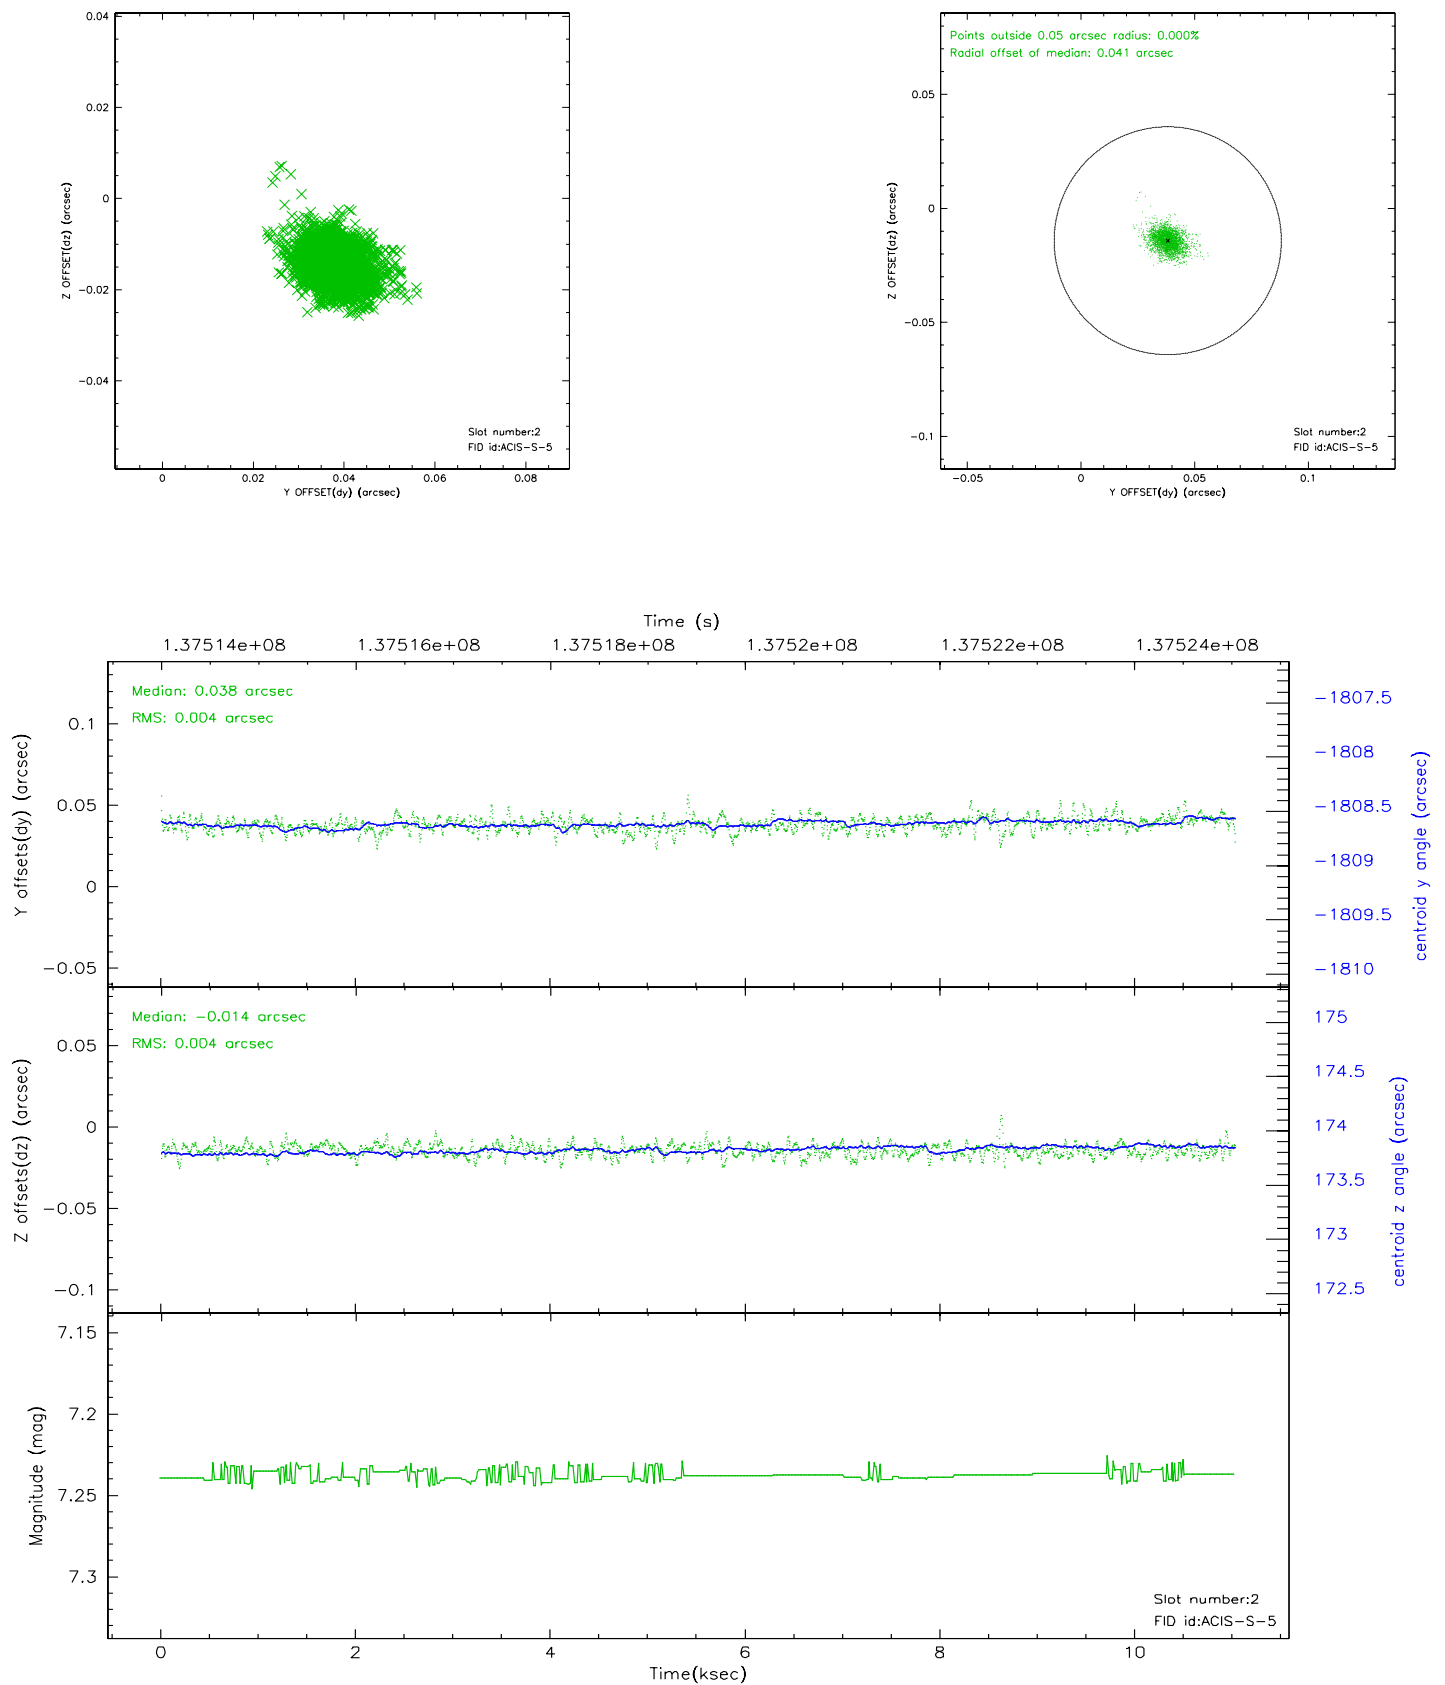 0.04
0.02
0
-0.02
-0.04
Z OFFSET(dz) (arcsec)
Slot number:2
FID id:ACIS-S-5
0
0.02
0.04
0.06
0.08
Y OFFSET(dy) (arcsec)
Points outside 0.05 arcsec radius: 0.000%
Radial offset of median: 0.041 arcsec
0.05
0
-0.05
-0.1
Z OFFSET(dz) (arcsec)
Slot number:2
FID id:ACIS-S-5
-0.05
0
0.05
0.1
Y OFFSET(dy) (arcsec)
Time (s)
1.37514e+08
1.37516e+08
1.37518e+08
1.3752e+08
1.37522e+08
1.37524e+08
Median: 0.038 arcsec
RMS: 0.004 arcsec
0.1
0.05
0
-0.05
Y offsets(dy) (arcsec)
-1807.5
-1808
-1808.5
-1809
-1809.5
-1810
centroid y angle (arcsec)
Median: -0.014 arcsec
RMS: 0.004 arcsec
0.05
0
-0.05
-0.1
Z offsets(dz) (arcsec)
175
174.5
174
173.5
173
172.5
centroid z angle (arcsec)
7.15
7.2
7.25
7.3
Magnitude (mag)
Slot number:2
FID id:ACIS-S-5
0
2
4
6
8
10
Time(ksec)